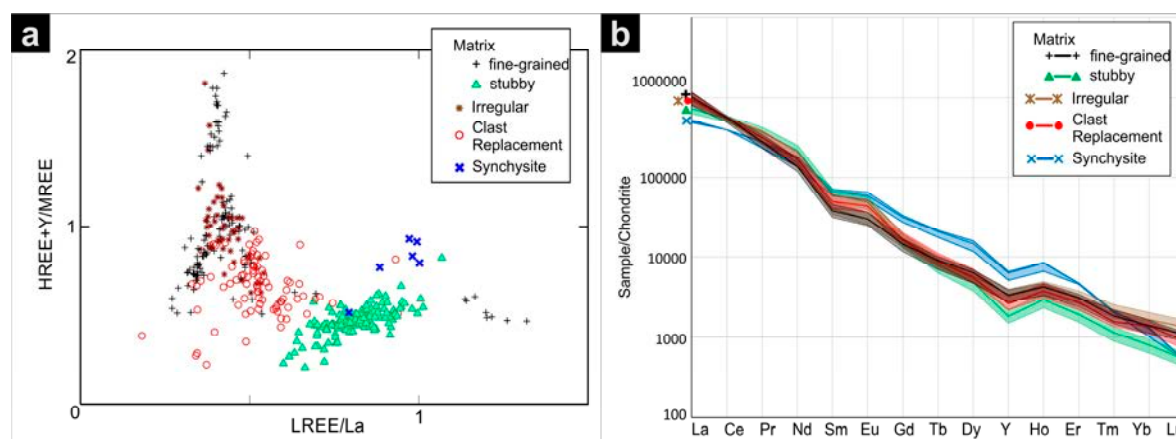 a
2
1
0
1
HREE+Y/MREE
LREE/La
Matrix
fine-grained
stubby
Irregular
Clast
Replacement
Synchysite
b
1000000
100000
10000
1000
100
Sample/Chondrite
La Ce Pr Nd Sm Eu Gd Tb Dy Y Ho Er Tm Yb
Matrix
fine-grained
stubby
Irregular
Clast
Replacement
Synchysite